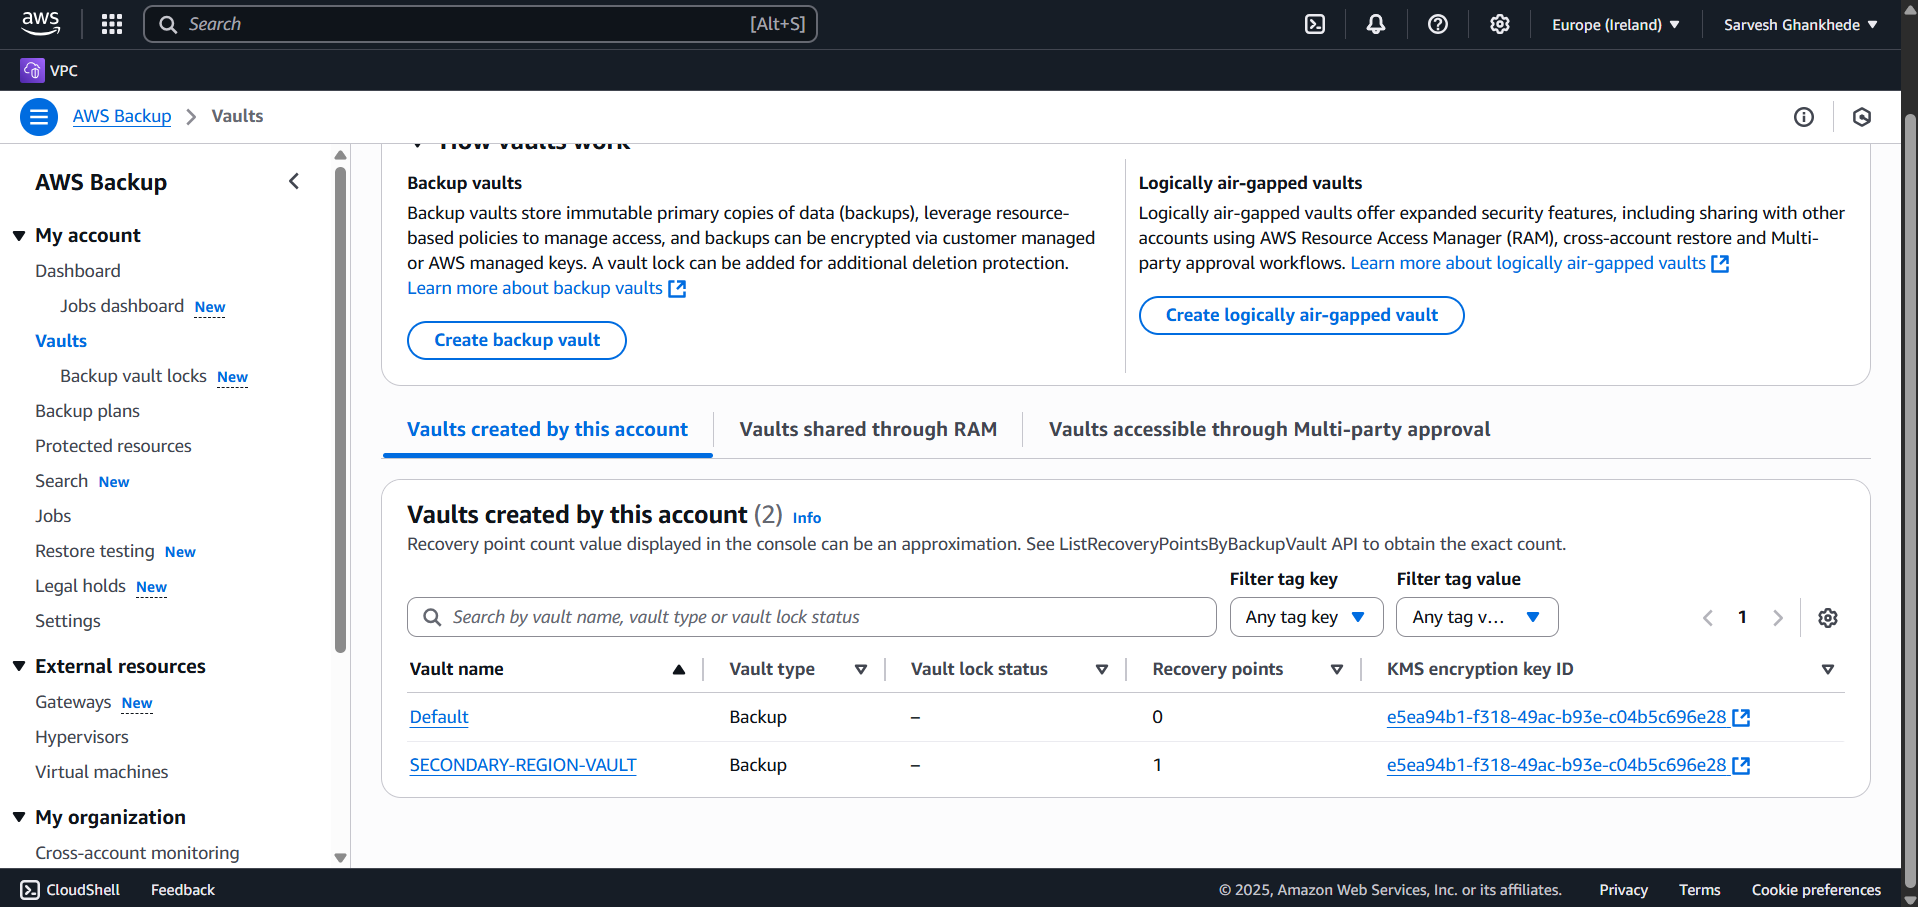 aws
Search
[Alt+S]
Europe (Ireland)
Sarvesh Ghankhede
VPC
AWS Backup
Vaults
AWS Backup
My account
Dashboard
Jobs dashboard New
Vaults
Backup vault locks New
Backup plans
Protected resources
Search New
Jobs
Restore testing New
Legal holds New
Settings
External resources
Gateways New
Hypervisors
Virtual machines
My organization
Cross-account monitoring
How vaults work
Backup vaults
Backup vaults store immutable primary copies of data (backups), leverage resource-
based policies to manage access, and backups can be encrypted via customer managed
or AWS managed keys. A vault lock can be added for additional deletion protection.
Learn more about backup vaults
Create backup vault
Logically air-gapped vaults
Logically air-gapped vaults offer expanded security features, including sharing with other
accounts using AWS Resource Access Manager (RAM), cross-account restore and Multi-
party approval workflows. Learn more about logically air-gapped vaults
Create logically air-gapped vault
Vaults created by this account
Vaults shared through RAM
Vaults accessible through Multi-party approval
Vaults created by this account (2) Info
Recovery point count value displayed in the console can be an approximation. See ListRecoveryPointsByBackupVault API to obtain the exact count.
Filter tag key
Filter tag value
Search by vault name, vault type or vault lock status
Any tag key
Any tag v...
1
Vault name Vault type Vault lock status Recovery points KMS encryption key ID
Default Backup – 0 e5ea94b1-f318-49ac-b93e-c04b5c696e28
SECONDARY-REGION-VAULT Backup – 1 e5ea94b1-f318-49ac-b93e-c04b5c696e28
CloudShell
Feedback
© 2025, Amazon Web Services, Inc. or its affiliates.
Privacy
Terms
Cookie preferences